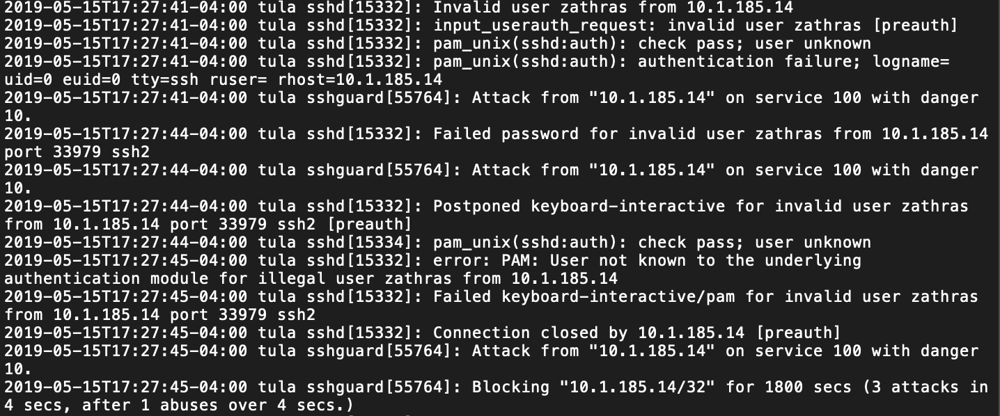 2019-05-15T17:27:41-04:00 tula sshd[15332]: Invalid user zathras from 10.1.185.14
2019-05-15T17:27:41-04:00 tula sshd[15332]: input_userauth_request: invalid user zathras [preauth]
2019-05-15T17:27:41-04:00 tula sshd[15332]: pam_unix(sshd:auth): check pass; user unknown
2019-05-15T17:27:41-04:00 tula sshd[15332]: pam_unix(sshd:auth): authentication failure; logname=
uid=0 euid=0 tty=ssh ruser= rhost=10.1.185.14
2019-05-15T17:27:41-04:00 tula sshguard[55764]: Attack from "10.1.185.14" on service 100 with danger
10.
2019-05-15T17:27:44-04:00 tula sshd[15332]: Failed password for invalid user zathras from 10.1.185.14
port 33979 ssh2
2019-05-15T17:27:44-04:00 tula sshguard[55764]: Attack from "10.1.185.14" on service 100 with danger
10.
2019-05-15T17:27:44-04:00 tula sshd[15332]: Postponed keyboard-interactive for invalid user zathras
from 10.1.185.14 port 33979 ssh2 [preauth]
2019-05-15T17:27:44-04:00 tula sshd[15334]: pam_unix(sshd:auth): check pass; user unknown
2019-05-15T17:27:45-04:00 tula sshd[15332]: error: PAM: User not known to the underlying
authentication module for illegal user zathras from 10.1.185.14
2019-05-15T17:27:45-04:00 tula sshd[15332]: Failed keyboard-interactive/pam for invalid user zathras
from 10.1.185.14 port 33979 ssh2
2019-05-15T17:27:45-04:00 tula sshd[15332]: Connection closed by 10.1.185.14 [preauth]
2019-05-15T17:27:45-04:00 tula sshguard[55764]: Attack from "10.1.185.14" on service 100 with danger
10.
2019-05-15T17:27:45-04:00 tula sshguard[55764]: Blocking "10.1.185.14/32" for 1800 secs (3 attacks in
4 secs, after 1 abuses over 4 secs.)